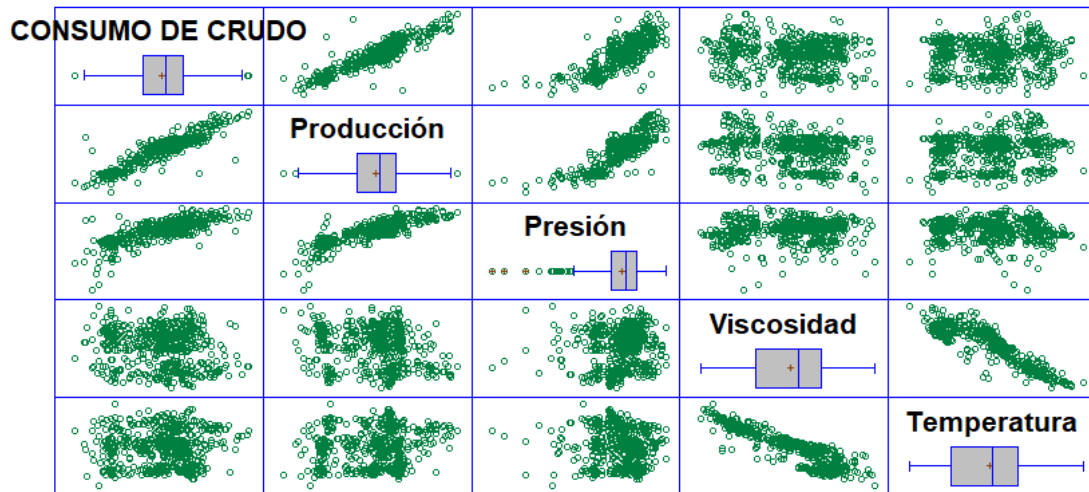 CONSUMO DE CRUDO
Producción
Presión
Viscosidad
Temperatura